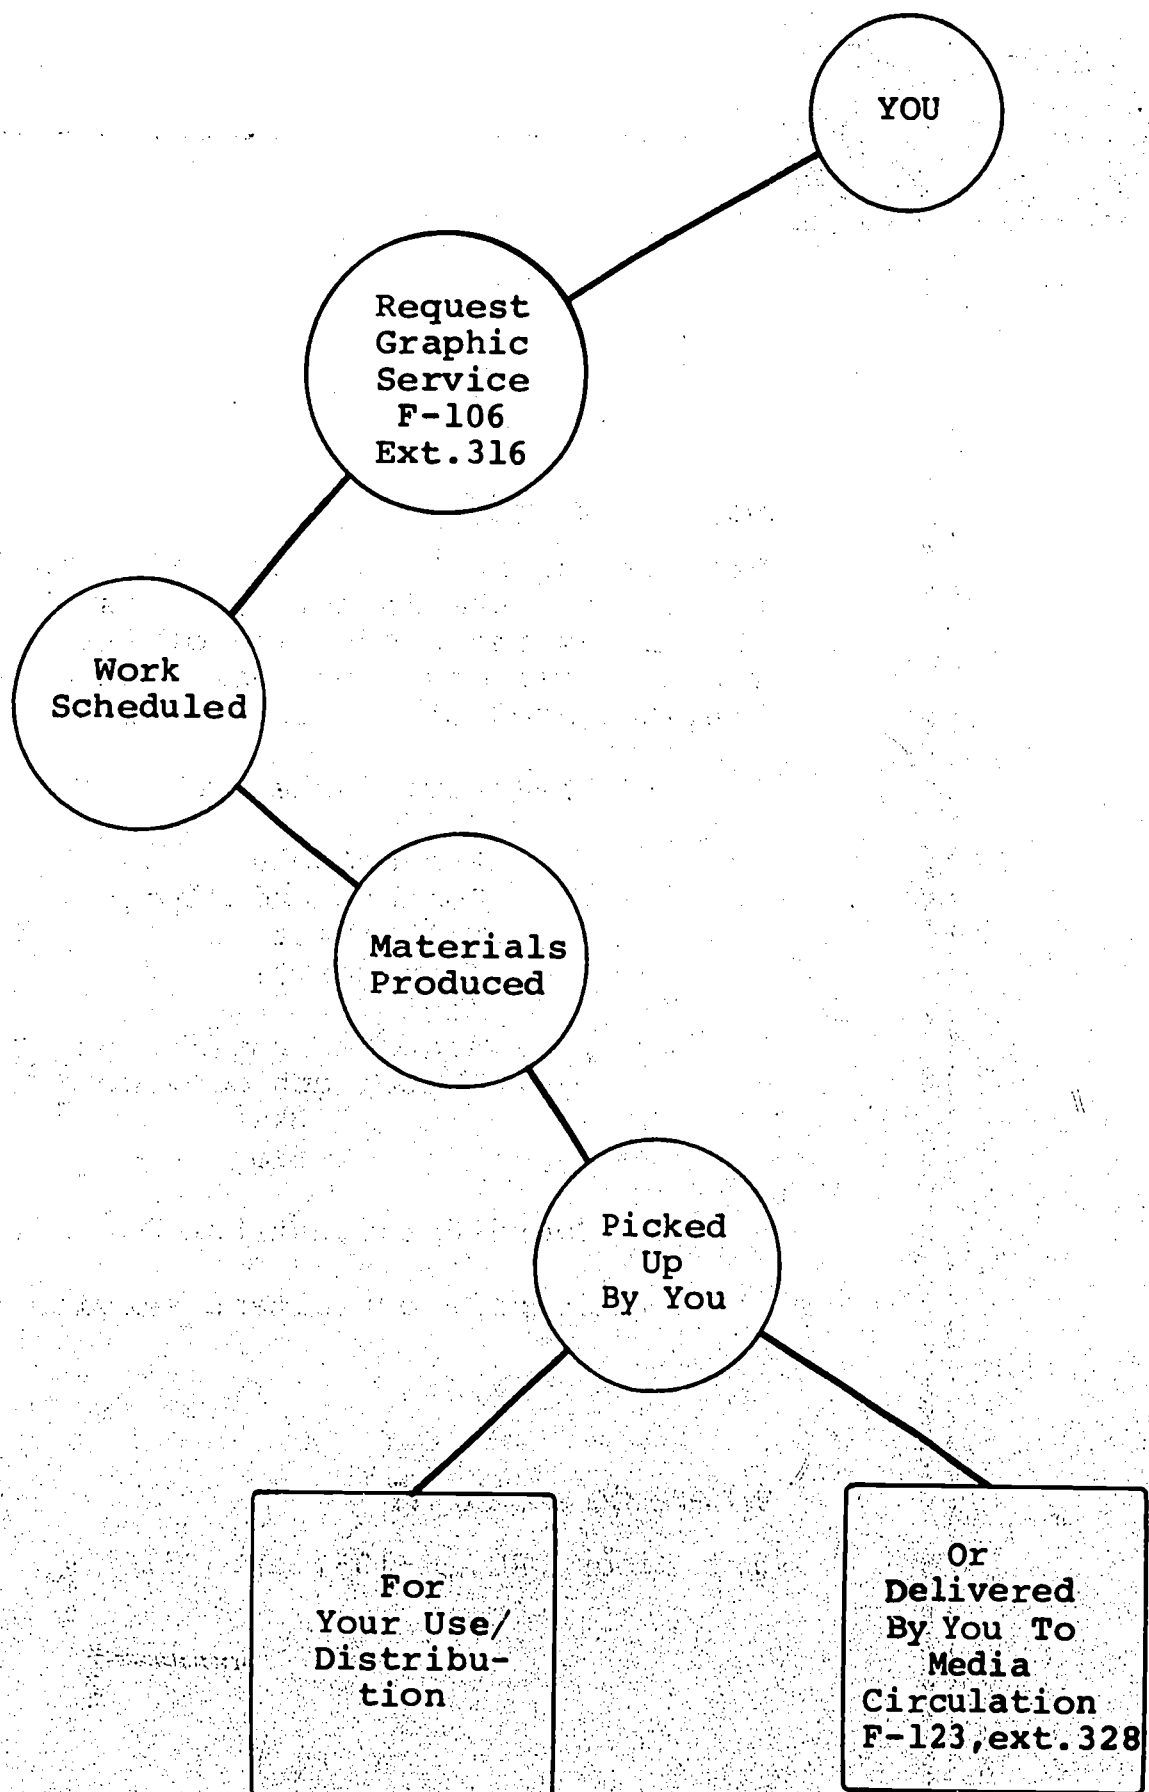 YOU
Request
Graphic
Service
F-106
Ext.316
Work
Scheduled
Materials
Produced
Picked
Up
By You
For
Your Use/
Distribu-
tion
Or
Delivered
By You To
Media
Circulation
F-123,ext.328